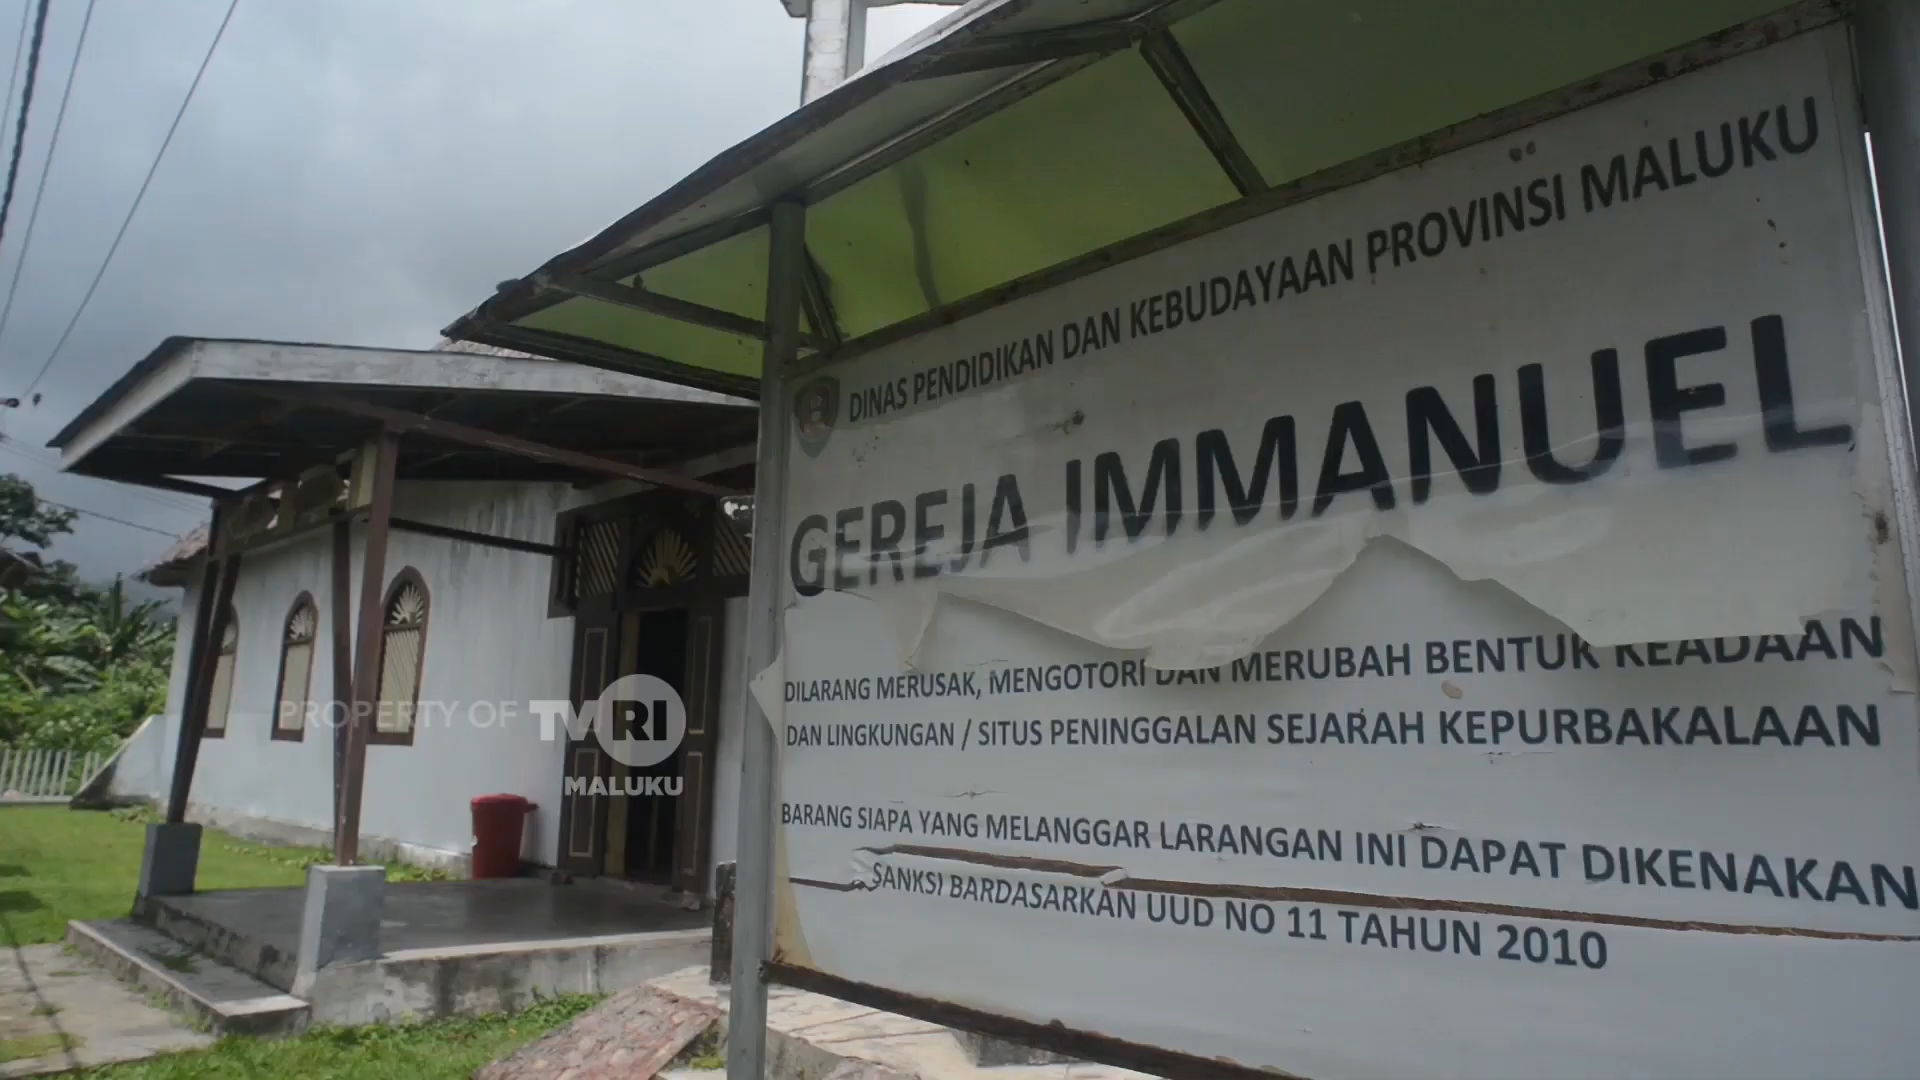 DINAS PENDIDIKAN DAN KEBUDAYAAN PROVINSI MALUKU
GEREJA IMMANUEL
DILARANG MERUSAK, MENGOTORI DAN MERUBAH BENTUK KEADAAN
DAN LINGKUNGAN / SITUS PENINGGALAN SEJARAH KEPURBAKALAAN
BARANG SIAPA YANG MELANGGAR LARANGAN INI DAPAT DIKENAKAN
SANKSI BARDASARKAN UUD NO 11 TAHUN 2010
PROPERTY OF TVRI
MALUKU